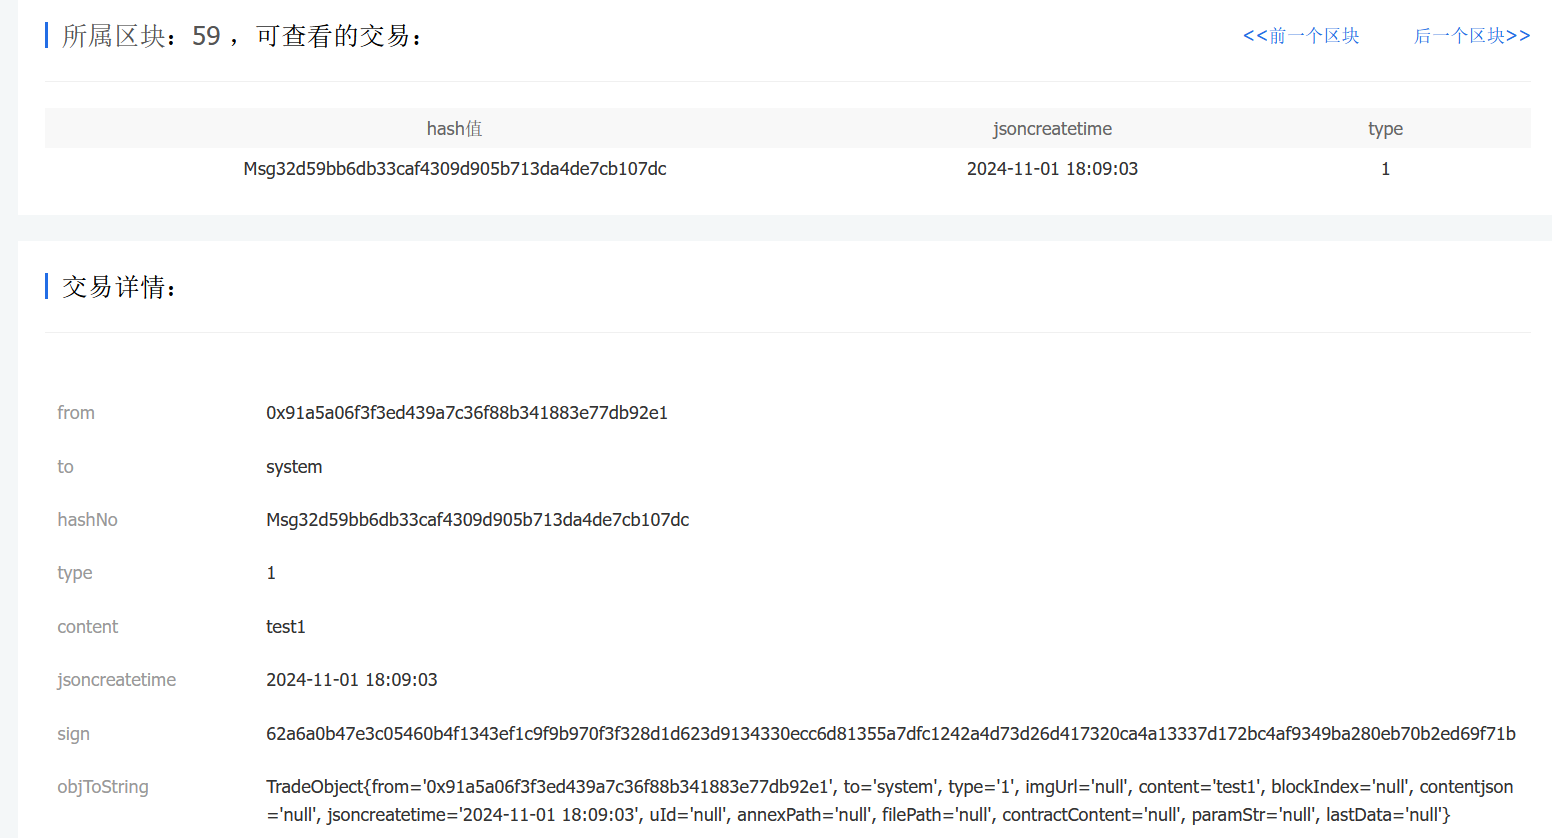 所属区块：59 ，可查看的交易：
<<前一个区块 后一个区块>>
hash值 jsoncreatetime type
Msg32d59bb6db33caf4309d905b713da4de7cb107dc 2024-11-01 18:09:03 1
交易详情：
from 0x91a5a06f3f3ed439a7c36f88b341883e77db92e1
to system
hashNo Msg32d59bb6db33caf4309d905b713da4de7cb107dc
type 1
content test1
jsoncreatetime 2024-11-01 18:09:03
sign 62a6a0b47e3c05460b4f1343ef1c9f9b970f3f328d1d623d9134330ecc6d81355a7dfc1242a4d73d26d417320ca4a13337d172bc4af9349ba280eb70b2ed69f71b
objToString TradeObject{from='0x91a5a06f3f3ed439a7c36f88b341883e77db92e1', to='system', type='1', imgUrl='null', content='test1', blockIndex='null', contentjson
='null', jsoncreatetime='2024-11-01 18:09:03', uId='null', annexPath='null', filePath='null', contractContent='null', paramStr='null', lastData='null'}